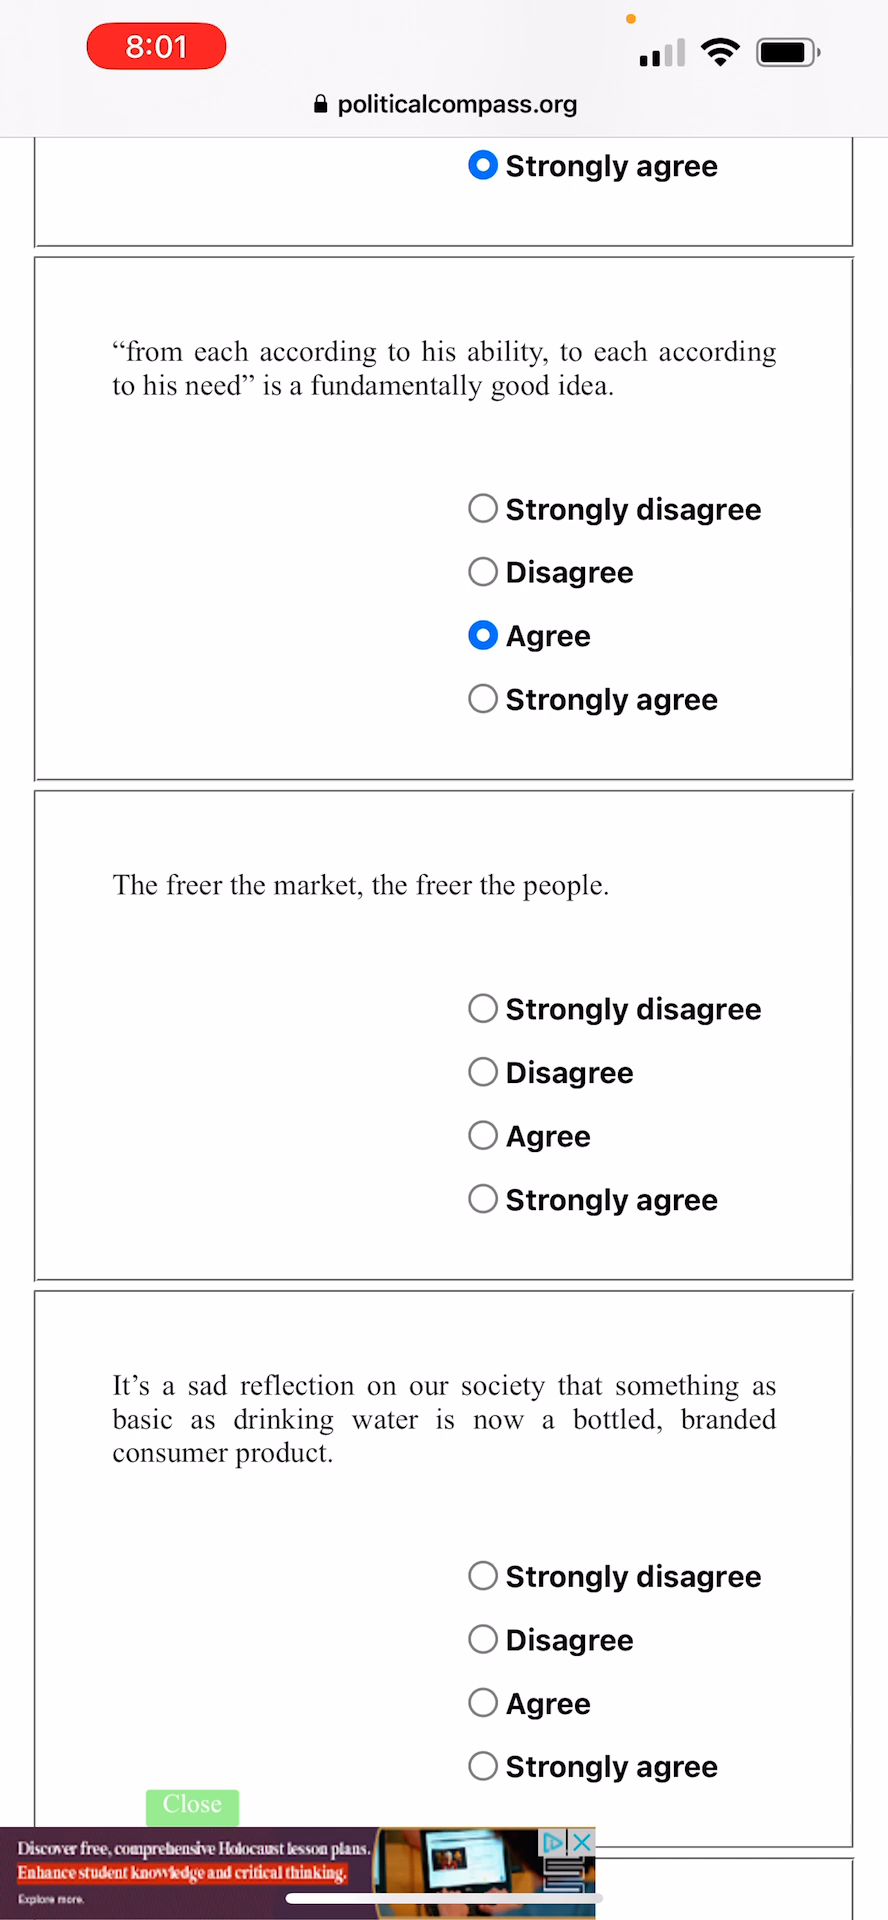 8:01
politicalcompass.org
Strongly agree
“from each according to his ability, to each according
to his need” is a fundamentally good idea.
Strongly disagree
Disagree
Agree
Strongly agree
The freer the market, the freer the people.
Strongly disagree
Disagree
Agree
Strongly agree
It’s a sad reflection on our society that something as
basic as drinking water is now a bottled, branded
consumer product.
Strongly disagree
Disagree
Agree
Strongly agree
Close
Discover free, comprehensive Holocaust lesson plans.
Enhance student knowledge and critical thinking.
Explore more.